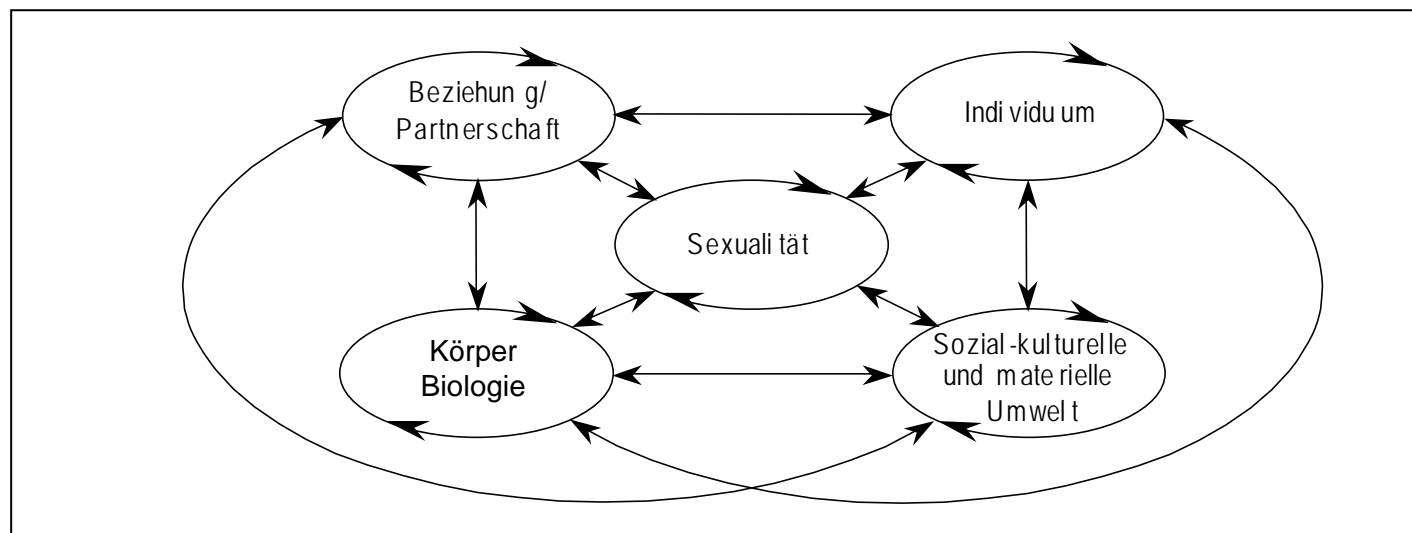 Beziehung/
Partnerschaft
Individuum
Sexualität
Körper
Biologie
Sozial-kulturelle
und materielle
Umwelt